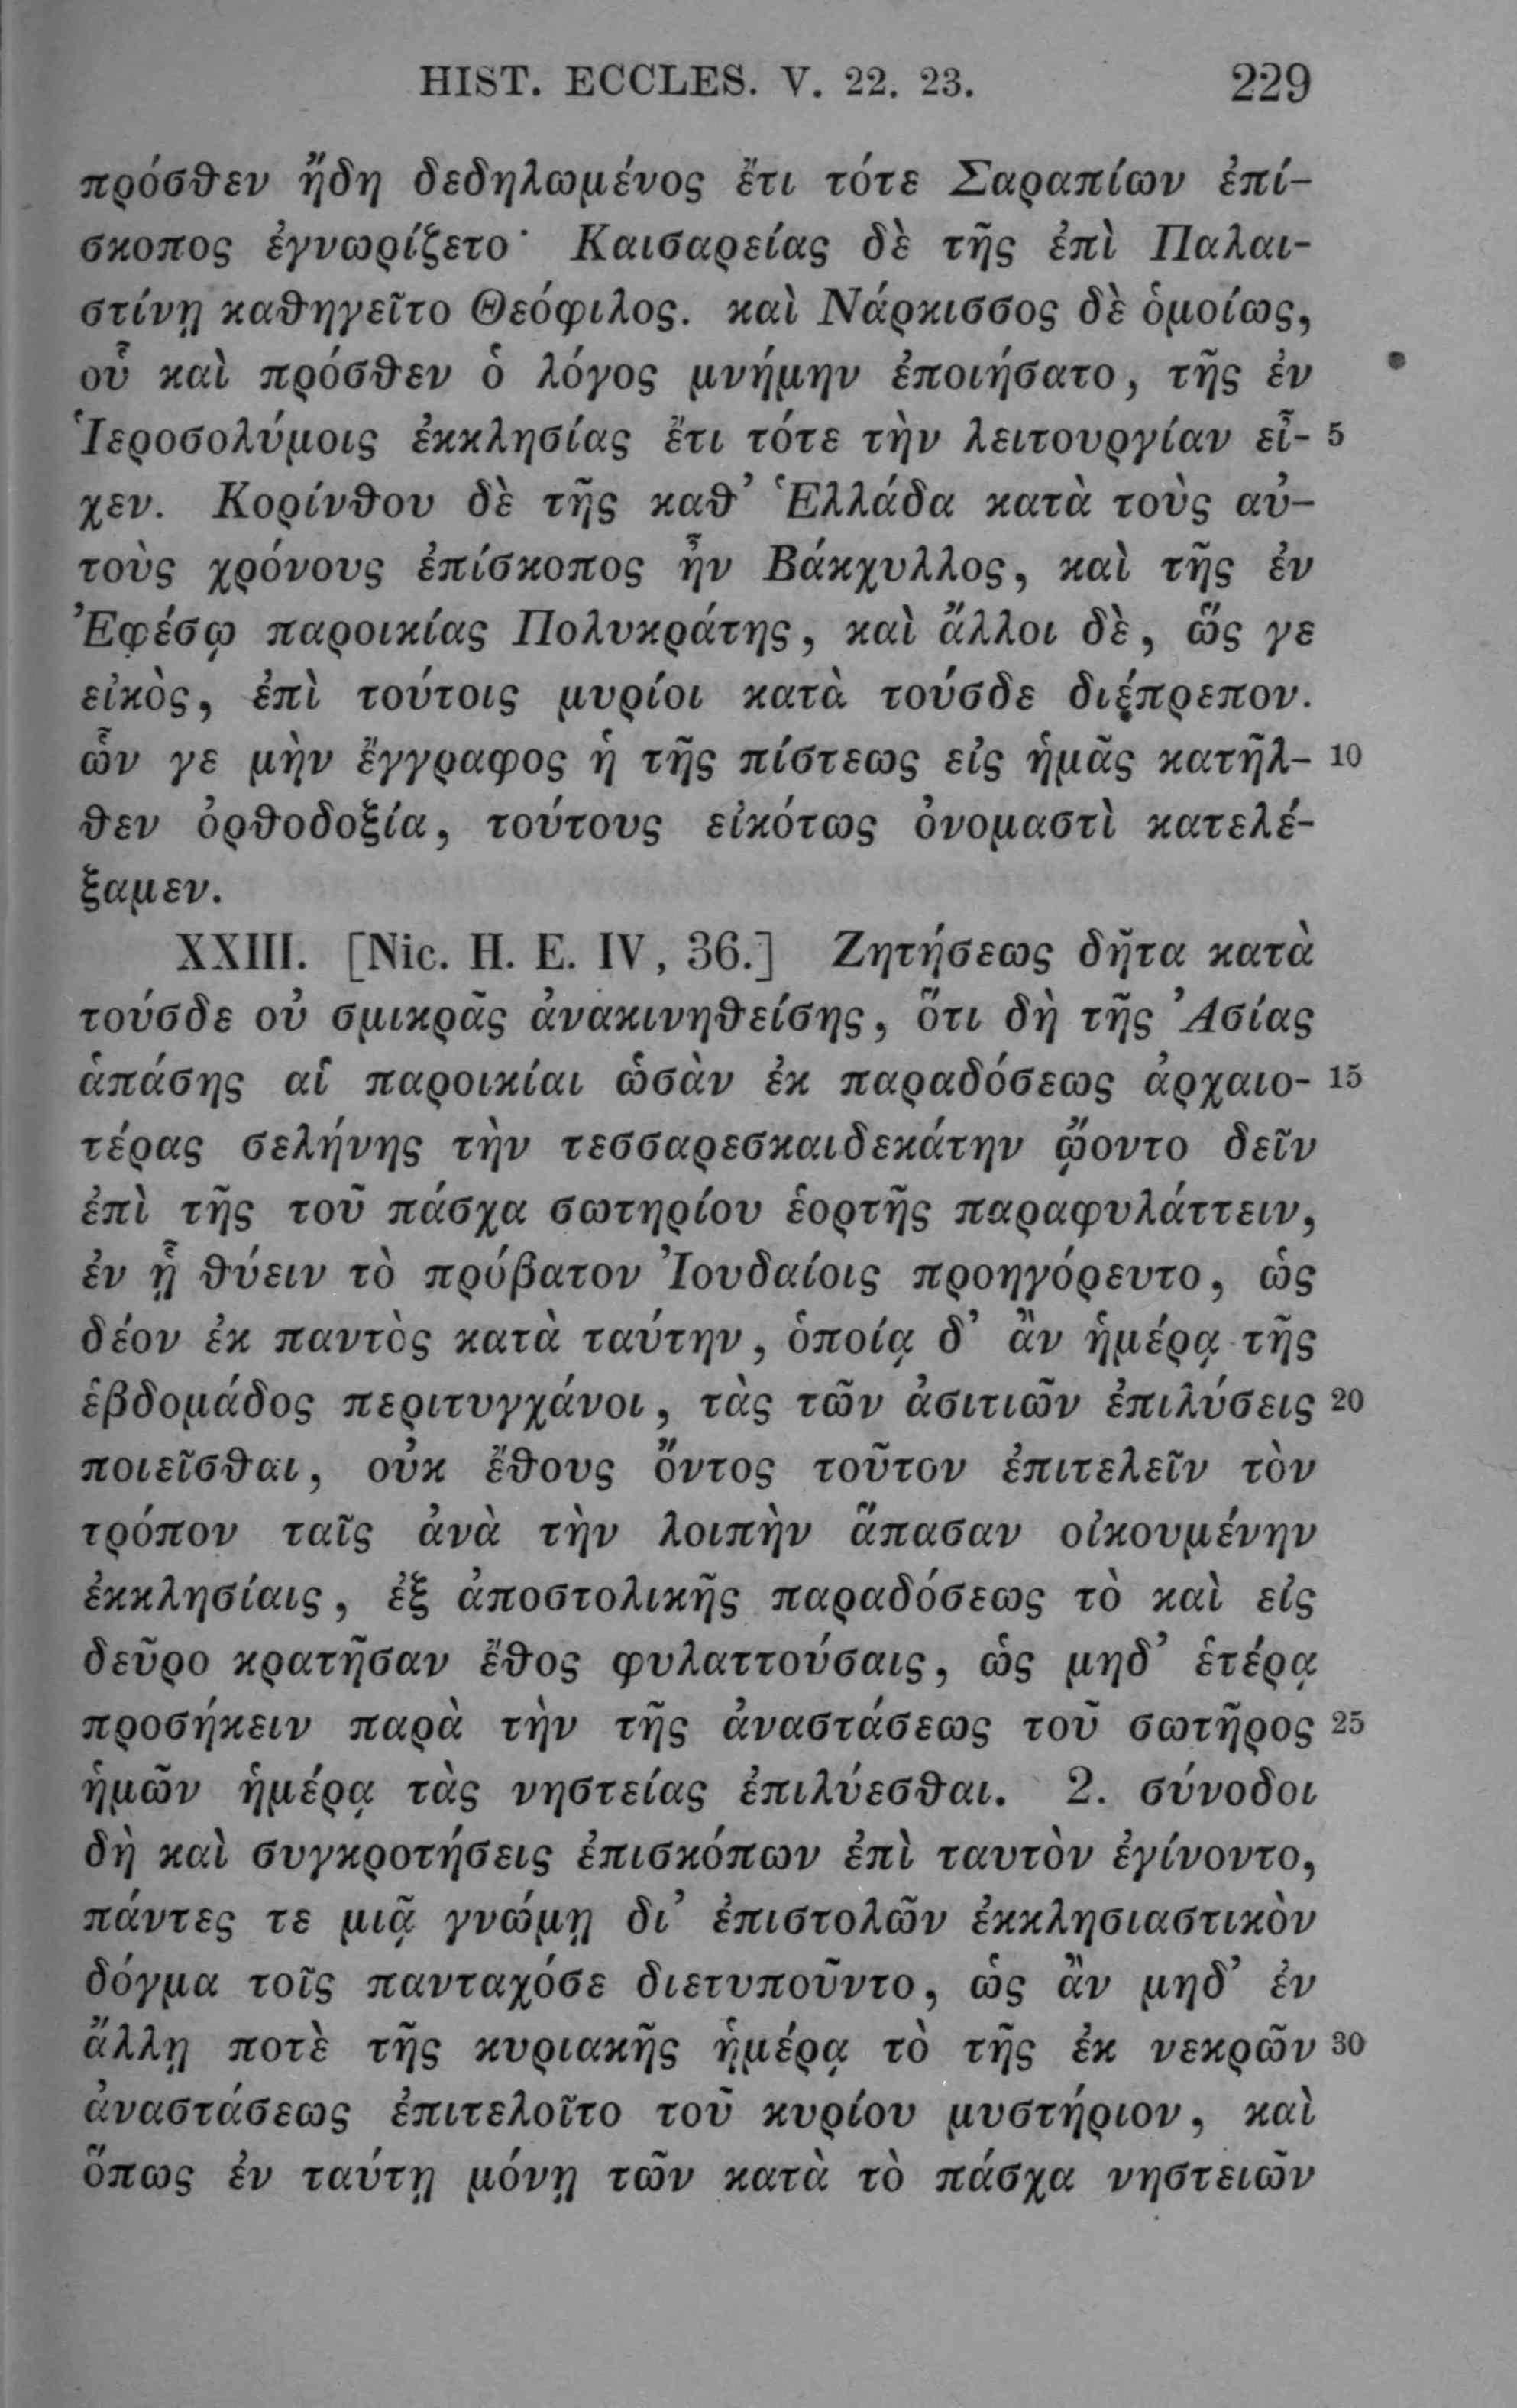 HIST. ECCLES. V. 22. 23. 229
πρόσθεν ἤδη δεδηλωμένος ἔτι τότε Σαραπίων ἐπί-
σκοπος ἐγνωρίζετο· Καισαρείας δὲ τῆς ἐπὶ Παλαι-
στίνῃ καθηγεῖτο Θεόφιλος. καὶ Νάρκισσος δὲ ὁμοίως,
οὗ καὶ πρόσθεν ὁ λόγος μνήμην ἐποιήσατο, τῆς ἐν
Ἱεροσολύμοις ἐκκλησίας ἔτι τότε τὴν λειτουργίαν εἶ- 5
χεν. Κορίνθου δὲ τῆς καθ’ Ἑλλάδα κατὰ τοὺς αὐ-
τοὺς χρόνους ἐπίσκοπος ἦν Βάκχυλλος, καὶ τῆς ἐν
Ἐφέσῳ παροικίας Πολυκράτης, καὶ ἄλλοι δὲ, ὥς γε
εἰκὸς, ἐπὶ τούτοις μυρίοι κατὰ τούσδε διέπρεπον.
ὧν γε μὴν ἔγγραφος ἡ τῆς πίστεως εἰς ἡμᾶς κατῆλ- 10
θεν ὀρθοδοξία, τούτους εἰκότως ὀνομαστὶ κατελέ-
ξαμεν.
XXIII. [Nic. H. E. IV, 36.] Ζητήσεως δῆτα κατὰ
τούσδε οὐ σμικρᾶς ἀνακινηθείσης, ὅτι δὴ τῆς Ἀσίας
ἁπάσης αἱ παροικίαι ὡσὰν ἐκ παραδόσεως ἀρχαιο- 15
τέρας σελήνης τὴν τεσσαρεσκαιδεκάτην ᾤοντο δεῖν
ἐπὶ τῆς τοῦ πάσχα σωτηρίου ἑορτῆς παραφυλάττειν,
ἐν ᾗ θύειν τὸ πρόβατον Ἰουδαίοις προηγόρευτο, ὡς
δέον ἐκ παντὸς κατὰ ταύτην, ὁποίᾳ δ’ ἂν ἡμέρᾳ τῆς
ἑβδομάδος περιτυγχάνοι, τὰς τῶν ἀσιτιῶν ἐπιλύσεις 20
ποιεῖσθαι, οὐκ ἔθους ὄντος τοῦτον ἐπιτελεῖν τὸν
τρόπον ταῖς ἀνὰ τὴν λοιπὴν ἅπασαν οἰκουμένην
ἐκκλησίαις, ἐξ ἀποστολικῆς παραδόσεως τὸ καὶ εἰς
δεῦρο κρατῆσαν ἔθος φυλαττούσαις, ὡς μηδ’ ἑτέρᾳ
προσήκειν παρὰ τὴν τῆς ἀναστάσεως τοῦ σωτῆρος 25
ἡμῶν ἡμέρᾳ τὰς νηστείας ἐπιλύεσθαι. 2. σύνοδοι
δὴ καὶ συγκροτήσεις ἐπισκόπων ἐπὶ ταυτὸν ἐγίνοντο,
πάντες τε μιᾷ γνώμῃ δι’ ἐπιστολῶν ἐκκλησιαστικὸν
δόγμα τοῖς πανταχόσε διετυποῦντο, ὡς ἂν μηδ’ ἐν
ἄλλῃ ποτὲ τῆς κυριακῆς ἡμέρᾳ τὸ τῆς ἐκ νεκρῶν 30
ἀναστάσεως ἐπιτελοῖτο τοῦ κυρίου μυστήριον, καὶ
ὅπως ἐν ταύτῃ μόνῃ τῶν κατὰ τὸ πάσχα νηστειῶν